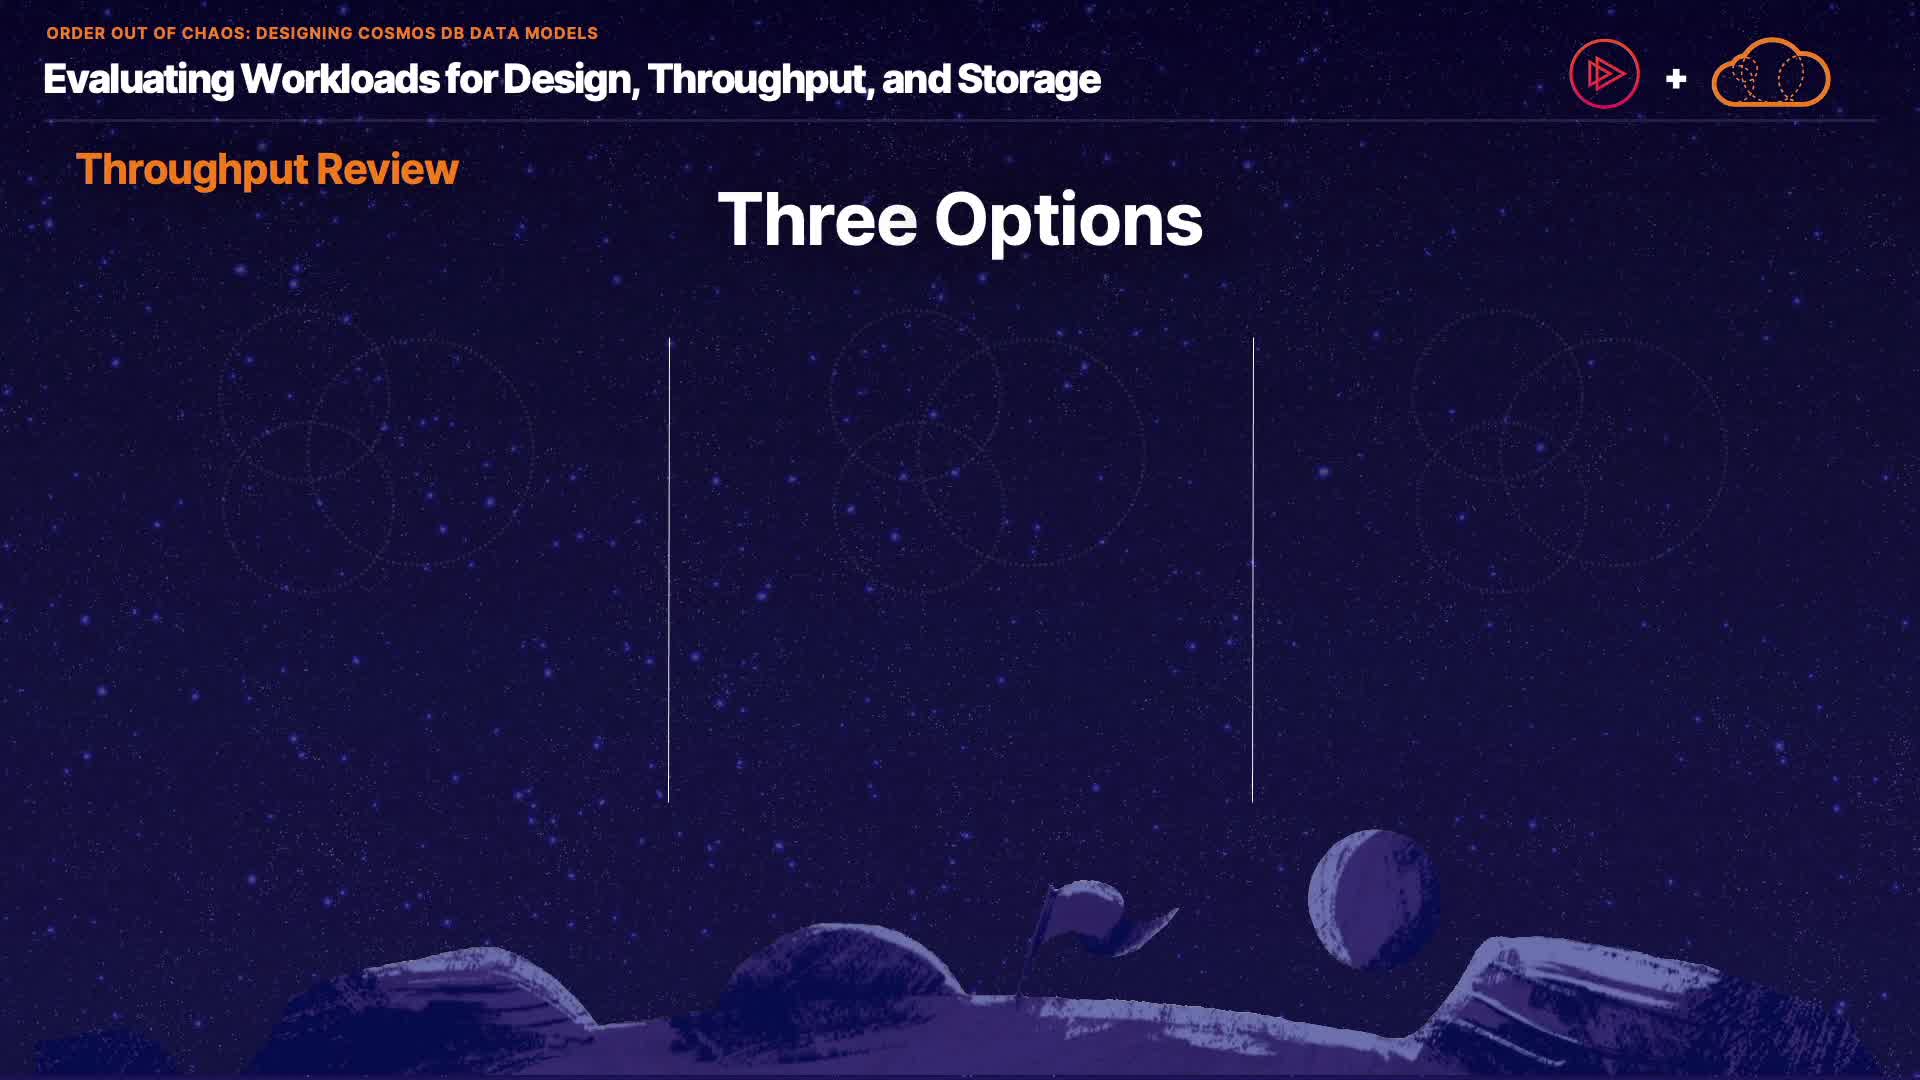 ORDER OUT OF CHAOS: DESIGNING COSMOS DB DATA MODELS
Evaluating Workloads for Design, Throughput, and Storage
Throughput Review
Three Options